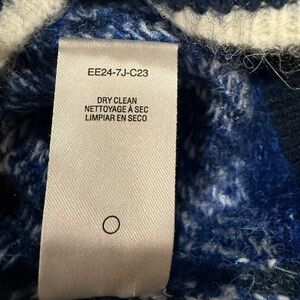 EE24-7J-C23
DRY CLEAN
NETTOYAGE À SEC
LIMPIAR EN SECO